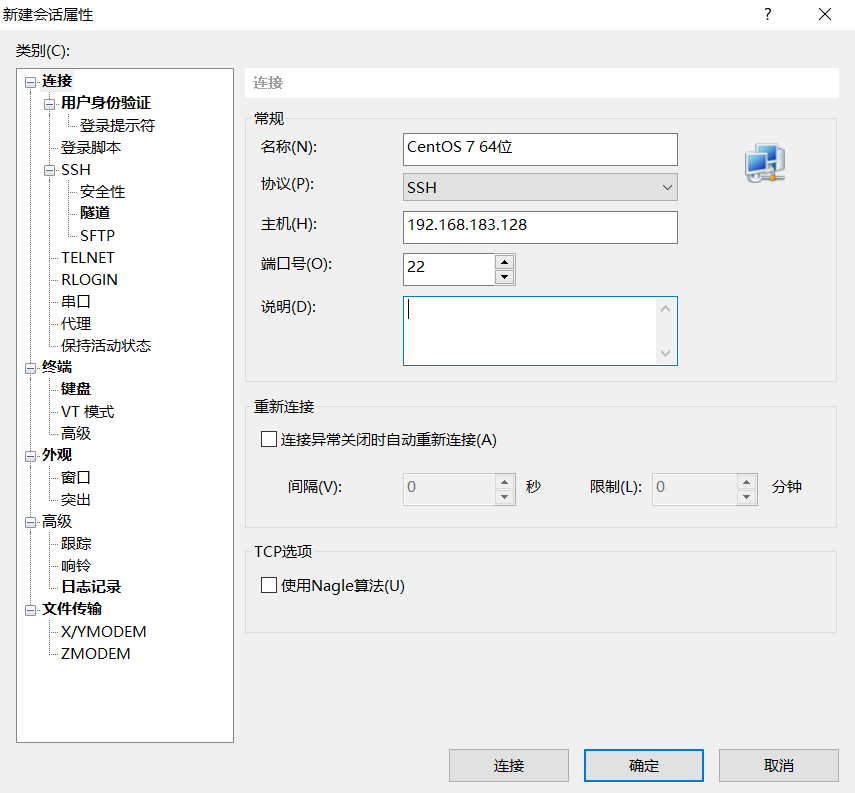 新建会话属性
?
类别(C):
连接
用户身份验证
登录提示符
登录脚本
SSH
安全性
隧道
SFTP
TELNET
RLOGIN
串口
代理
保持活动状态
终端
键盘
VT 模式
高级
外观
窗口
突出
高级
跟踪
响铃
日志记录
文件传输
X/YMODEM
ZMODEM
连接
常规
名称(N): CentOS 7 64位
协议(P): SSH
主机(H): 192.168.183.128
端口号(O): 22
说明(D):
重新连接
连接异常关闭时自动重新连接(A)
间隔(V): 0 秒 限制(L): 0 分钟
TCP选项
使用Nagle算法(U)
连接 确定 取消